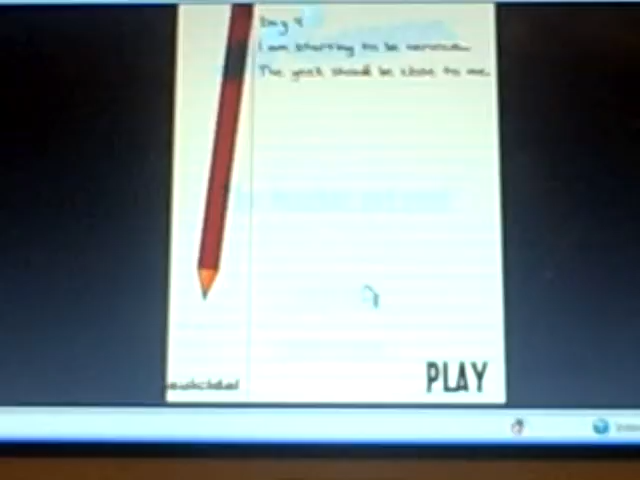 Day 4
I am starting to be nervous.
The yeti should be close to me.
PLAY